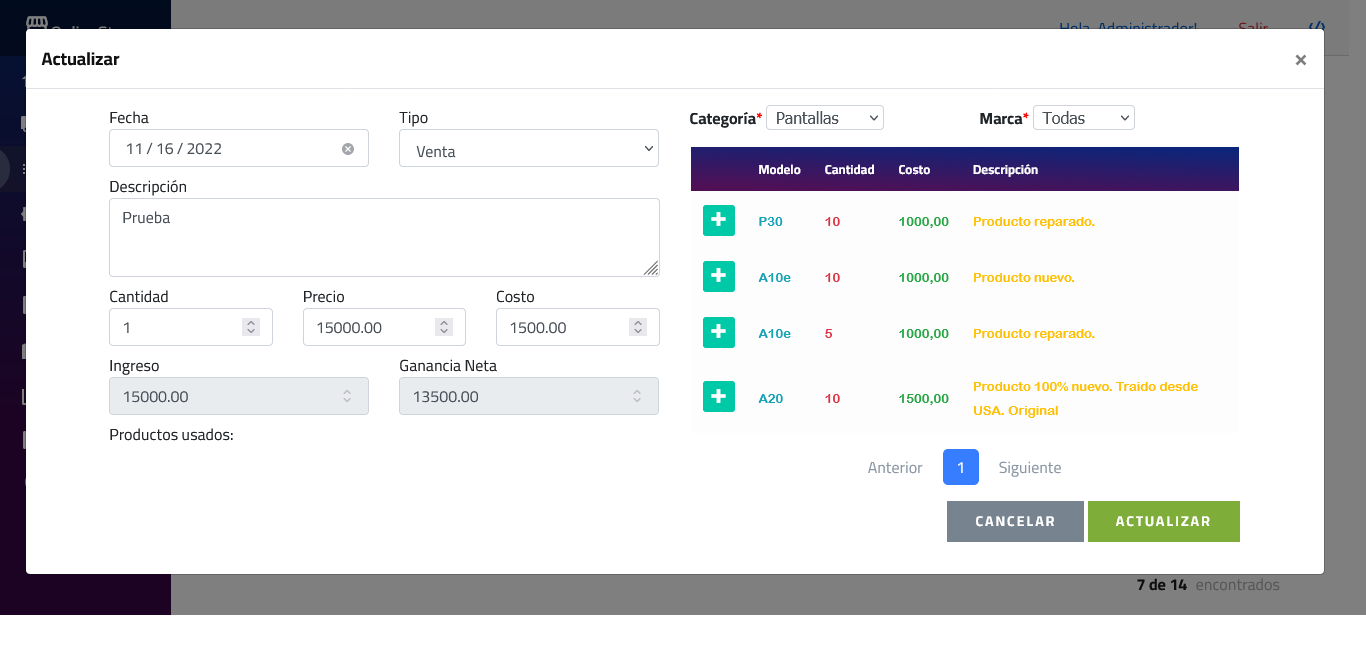 Hola, Administrador! Salir
Actualizar ×
Fecha
11 / 16 / 2022
Tipo
Venta
Descripción
Prueba
Cantidad
1
Precio
15000.00
Costo
1500.00
Ingreso
15000.00
Ganancia Neta
13500.00
Productos usados:
Categoría* Pantallas Marca* Todas
Modelo Cantidad Costo Descripción
P30 10 1000,00 Producto reparado.
A10e 10 1000,00 Producto nuevo.
A10e 5 1000,00 Producto reparado.
A20 10 1500,00 Producto 100% nuevo. Traido desde
USA. Original
Anterior 1 Siguiente
CANCELAR ACTUALIZAR
7 de 14 encontrados